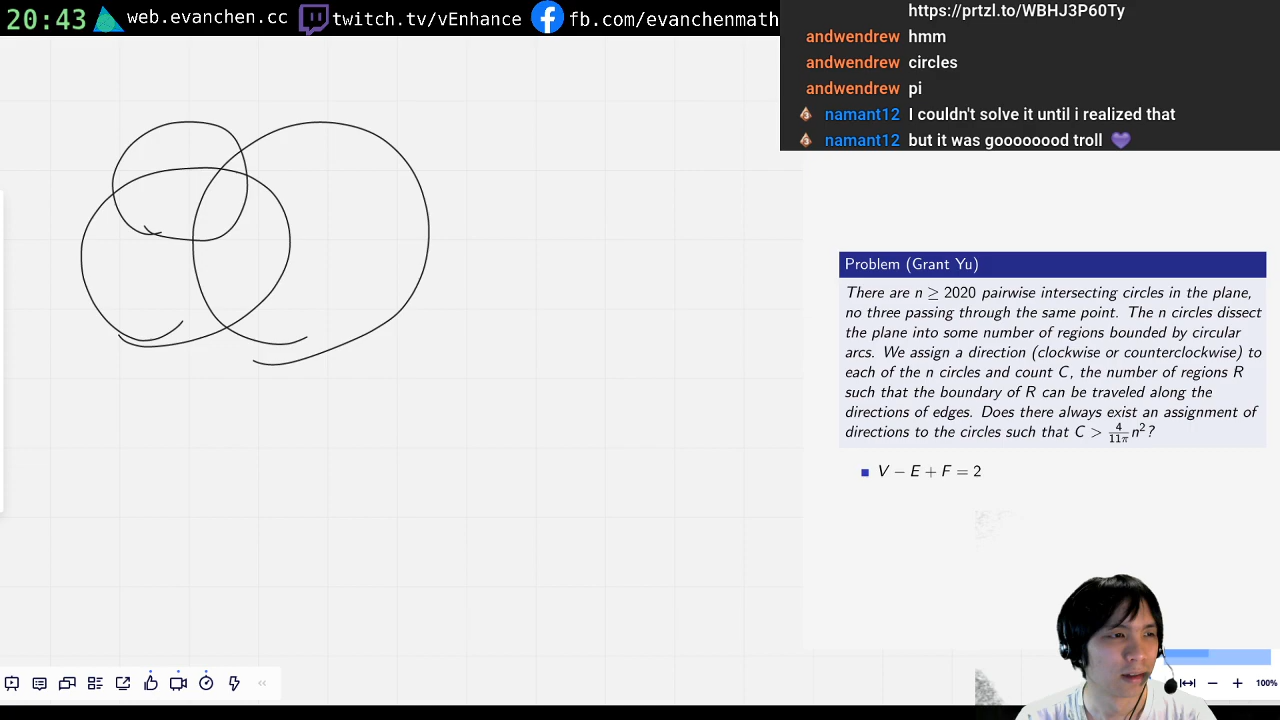 20:43 web.evanchen.cc twitch.tv/vEnhance fb.com/evanchenmath
https://prtzl.to/WBHJ3P60Ty
andwendrew hmm
andwendrew circles
andwendrew pi
namant12 I couldn't solve it until i realized that
namant12 but it was goooooood troll 💜
Problem (Grant Yu)
There are n ≥ 2020 pairwise intersecting circles in the plane,
no three passing through the same point. The n circles dissect
the plane into some number of regions bounded by circular
arcs. We assign a direction (clockwise or counterclockwise) to
each of the n circles and count C, the number of regions R
such that the boundary of R can be traveled along the
directions of edges. Does there always exist an assignment of
directions to the circles such that C > 4/11π n²?
V − E + F = 2
100%